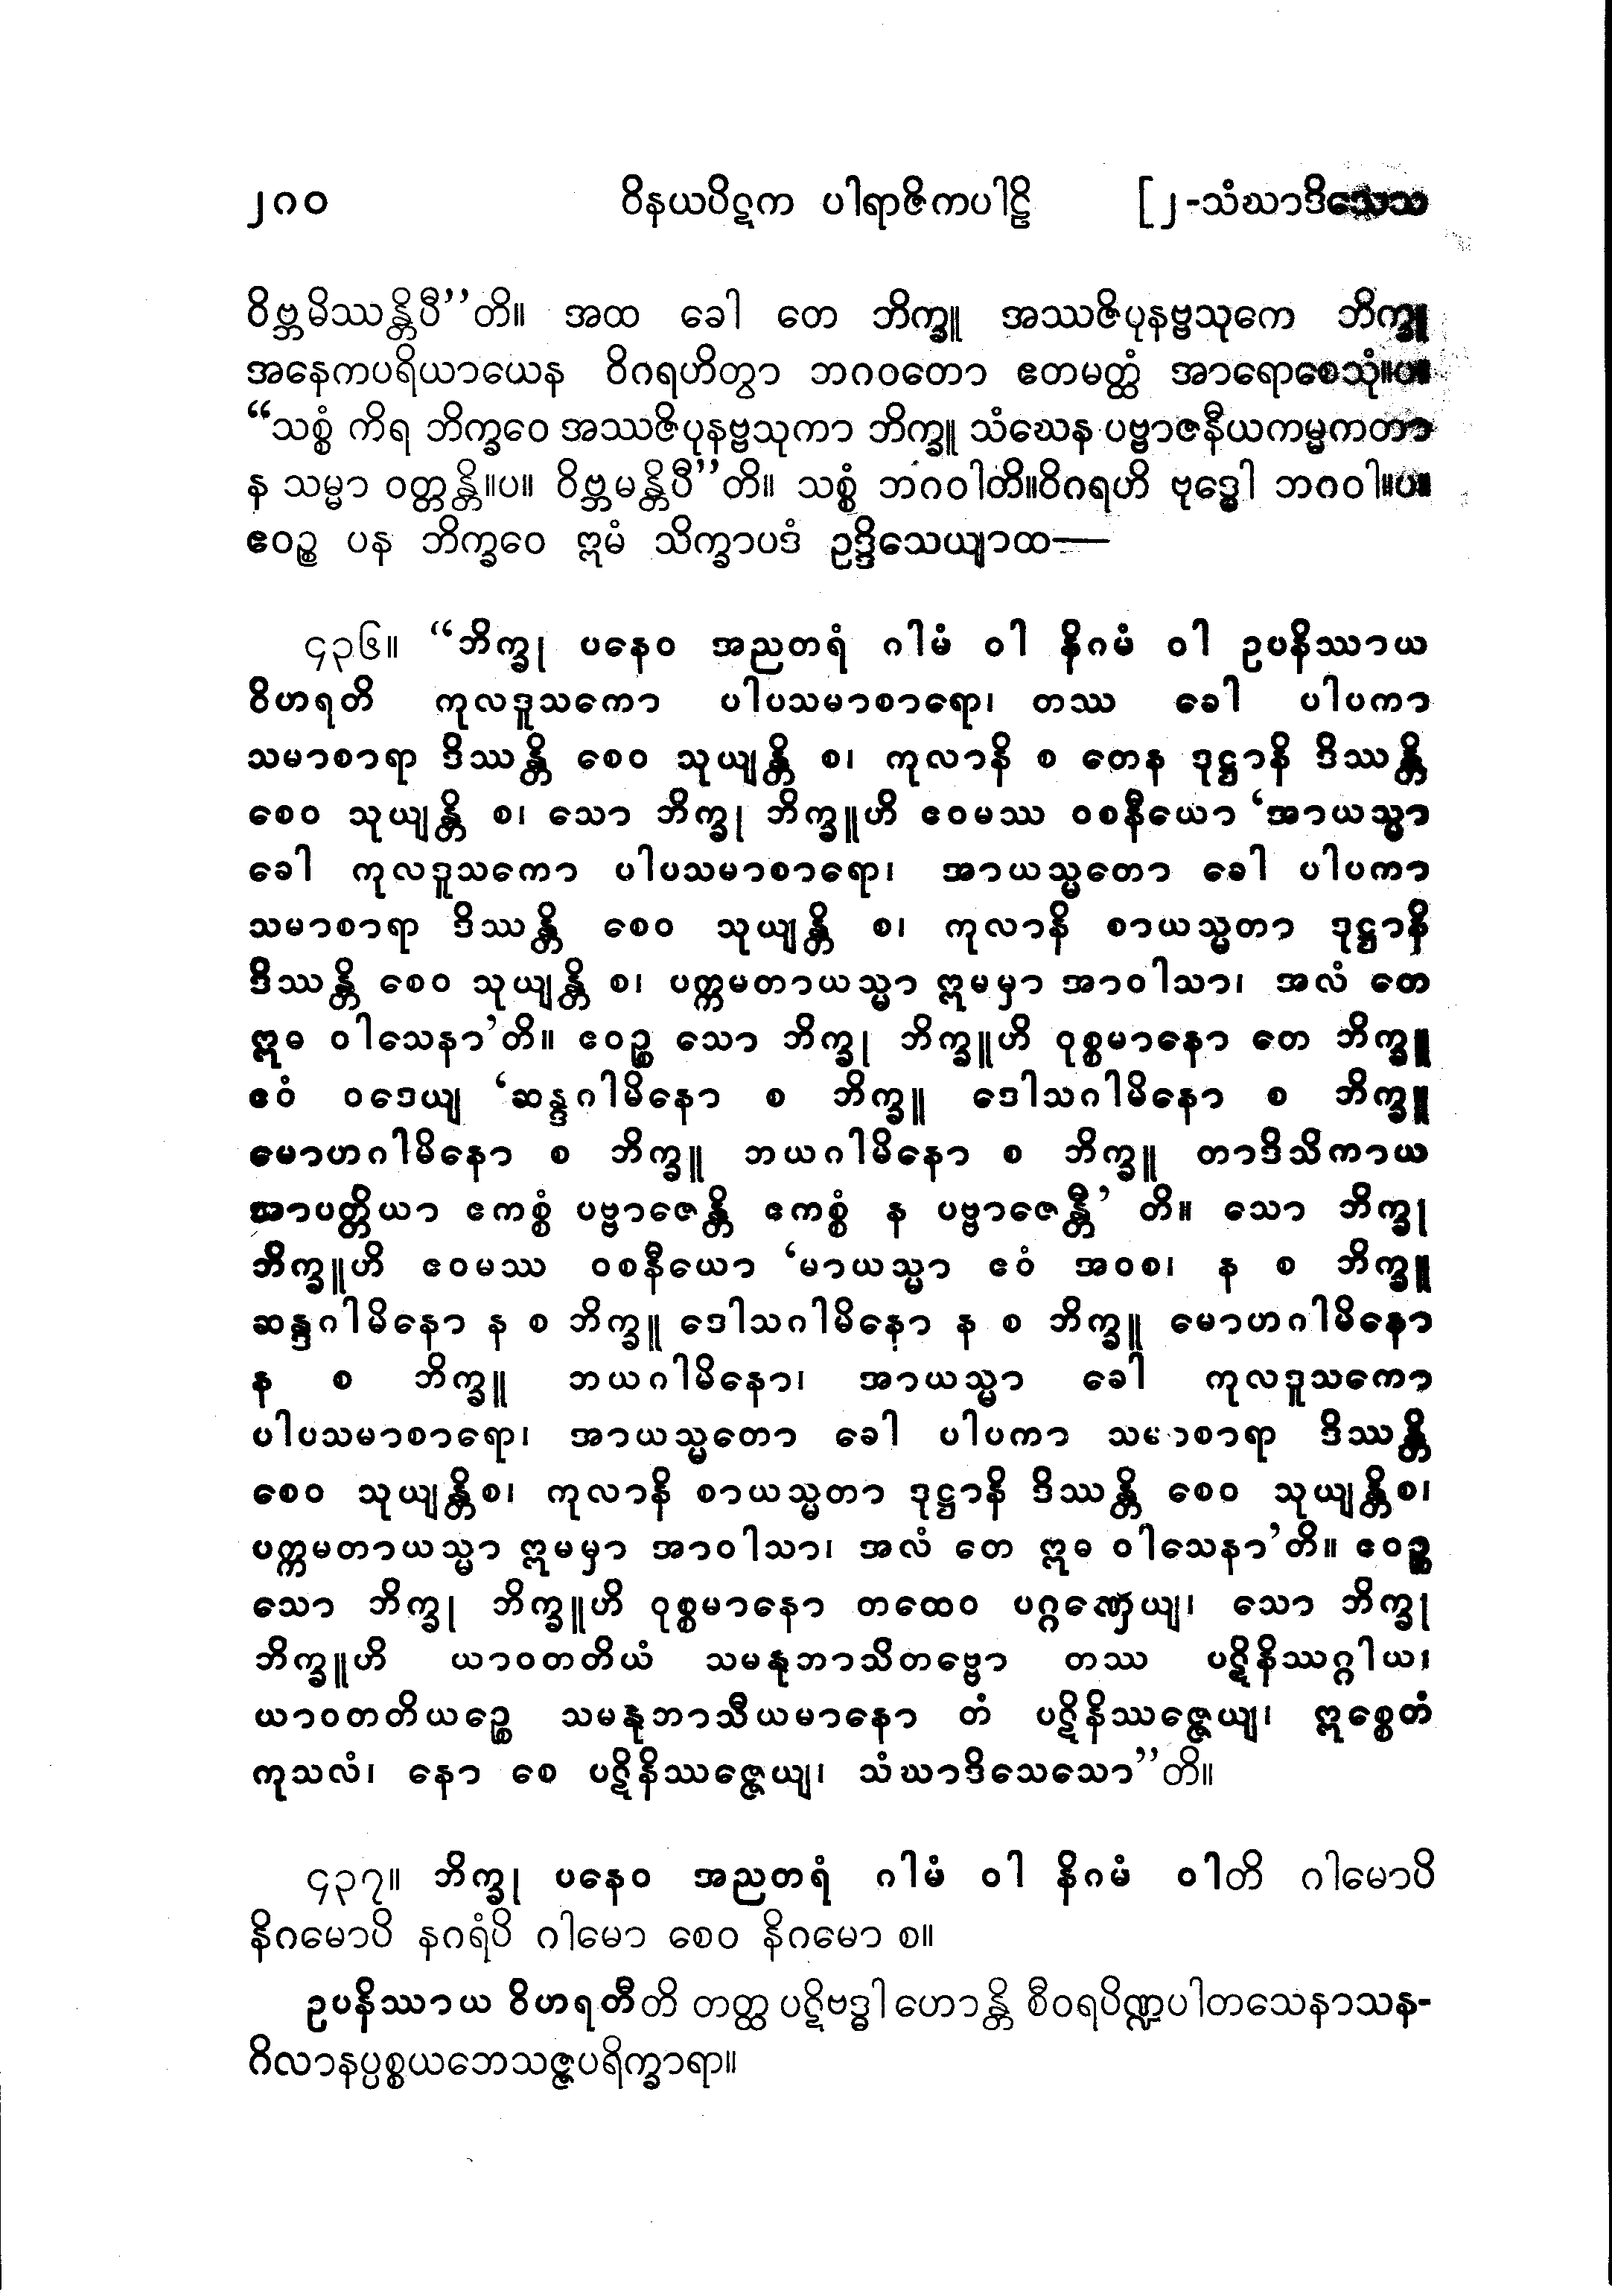 ၂၈၀ ဝိနယပိဋက ပါရာဇိကပါဠိ [၂-သံဃာဒိသေသ
ဝိဗ္ဘမိဿန္တိပီ’’တိ။ အထ ခေါ တေ ဘိက္ခူ အဿဇိပုနဗ္ဗသုကေ ဘိက္ခူ
အနေကပရိယာယေန ဝိဂရဟိတွာ ဘဂဝတော ဧတမတ္ထံ အာရောစေသုံ။ပ။
“သစ္စံ ကိရ ဘိက္ခဝေ အဿဇိပုနဗ္ဗသုကာ ဘိက္ခူ သံဃေန ပဗ္ဗာဇနီယကမ္မကတာ
န သမ္မာ ဝတ္တန္တိ။ပ။ ဝိဗ္ဘမန္တိပီ”တိ။ သစ္စံ ဘဂဝါတိ။ဝိဂရဟိ ဗုဒ္ဓေါ ဘဂဝါ။ပ။
ဧဝဉ္စ ပန ဘိက္ခဝေ ဣမံ သိက္ခာပဒံ ဥဒ္ဒိသေယျာထ—
၄၃၆။ “ဘိက္ခု ပနေဝ အညတရံ ဂါမံ ဝါ နိဂမံ ဝါ ဥပနိဿာယ
ဝိဟရတိ ကုလဒူသကော ပါပသမာစာရော၊ တဿ ခေါ ပါပကာ
သမာစာရာ ဒိဿန္တိ စေဝ သုယျန္တိ စ၊ ကုလာနိ စ တေန ဒုဋ္ဌာနိ ဒိဿန္တိ
စေဝ သုယျန္တိ စ၊ သော ဘိက္ခု ဘိက္ခူဟိ ဧဝမဿ ဝစနီယော ‘အာယသ္မာ
ခေါ ကုလဒူသကော ပါပသမာစာရော၊ အာယသ္မတော ခေါ ပါပကာ
သမာစာရာ ဒိဿန္တိ စေဝ သုယျန္တိ စ၊ ကုလာနိ စာယသ္မတာ ဒုဋ္ဌာနိ
ဒိဿန္တိ စေဝ သုယျန္တိ စ၊ ပက္ကမတာယသ္မာ ဣမမှာ အာဝါသာ၊ အလံ တေ
ဣဓ ဝါသေနာ’တိ။ ဧဝဉ္စ သော ဘိက္ခု ဘိက္ခူဟိ ဝုစ္စမာနော တေ ဘိက္ခူ
ဧဝံ ဝဒေယျ ‘ဆန္ဒဂါမိနော စ ဘိက္ခူ ဒေါသဂါမိနော စ ဘိက္ခူ
မောဟဂါမိနော စ ဘိက္ခူ ဘယဂါမိနော စ ဘိက္ခူ တာဒိသိကာယ
အာပတ္တိယာ ဧကစ္စံ ပဗ္ဗာဇေန္တိ ဧကစ္စံ န ပဗ္ဗာဇေန္တီ’ တိ။ သော ဘိက္ခု
ဘိက္ခူဟိ ဧဝမဿ ဝစနီယော ‘မာယသ္မာ ဧဝံ အဝစ၊ န စ ဘိက္ခူ
ဆန္ဒဂါမိနော န စ ဘိက္ခူ ဒေါသဂါမိနော န စ ဘိက္ခူ မောဟဂါမိနော
န စ ဘိက္ခူ ဘယဂါမိနော၊ အာယသ္မာ ခေါ ကုလဒူသကော
ပါပသမာစာရော၊ အာယသ္မတော ခေါ ပါပကာ သမာစာရာ ဒိဿန္တိ
စေဝ သုယျန္တိစ၊ ကုလာနိ စာယသ္မတာ ဒုဋ္ဌာနိ ဒိဿန္တိ စေဝ သုယျန္တိစ၊
ပက္ကမတာယသ္မာ ဣမမှာ အာဝါသာ၊ အလံ တေ ဣဓ ဝါသေနာ’တိ။ ဧဝဉ္စ
သော ဘိက္ခု ဘိက္ခူဟိ ဝုစ္စမာနော တထေဝ ပဂ္ဂဏှေယျ၊ သော ဘိက္ခု
ဘိက္ခူဟိ ယာဝတတိယံ သမနုဘာသိတဗ္ဗော တဿ ပဋိနိဿဂ္ဂါယ၊
ယာဝတတိယဉ္စေ သမနုဘာသီယမာနော တံ ပဋိနိဿဇ္ဇေယျ၊ ဣစ္စေတံ
ကုသလံ၊ နော စေ ပဋိနိဿဇ္ဇေယျ၊ သံဃာဒိသေသော’’တိ။
၄၃၇။ ဘိက္ခု ပနေဝ အညတရံ ဂါမံ ဝါ နိဂမံ ဝါတိ ဂါမောပိ
နိဂမောပိ နဂရံပိ ဂါမော စေဝ နိဂမော စ။
ဥပနိဿာယ ဝိဟရတီတိ တတ္ထ ပဋိဗဒ္ဓါ ဟောန္တိ စီဝရပိဏ္ဍပါတသေနာသန-
ဂိလာနပ္ပစ္စယဘေသဇ္ဇပရိက္ခာရာ။